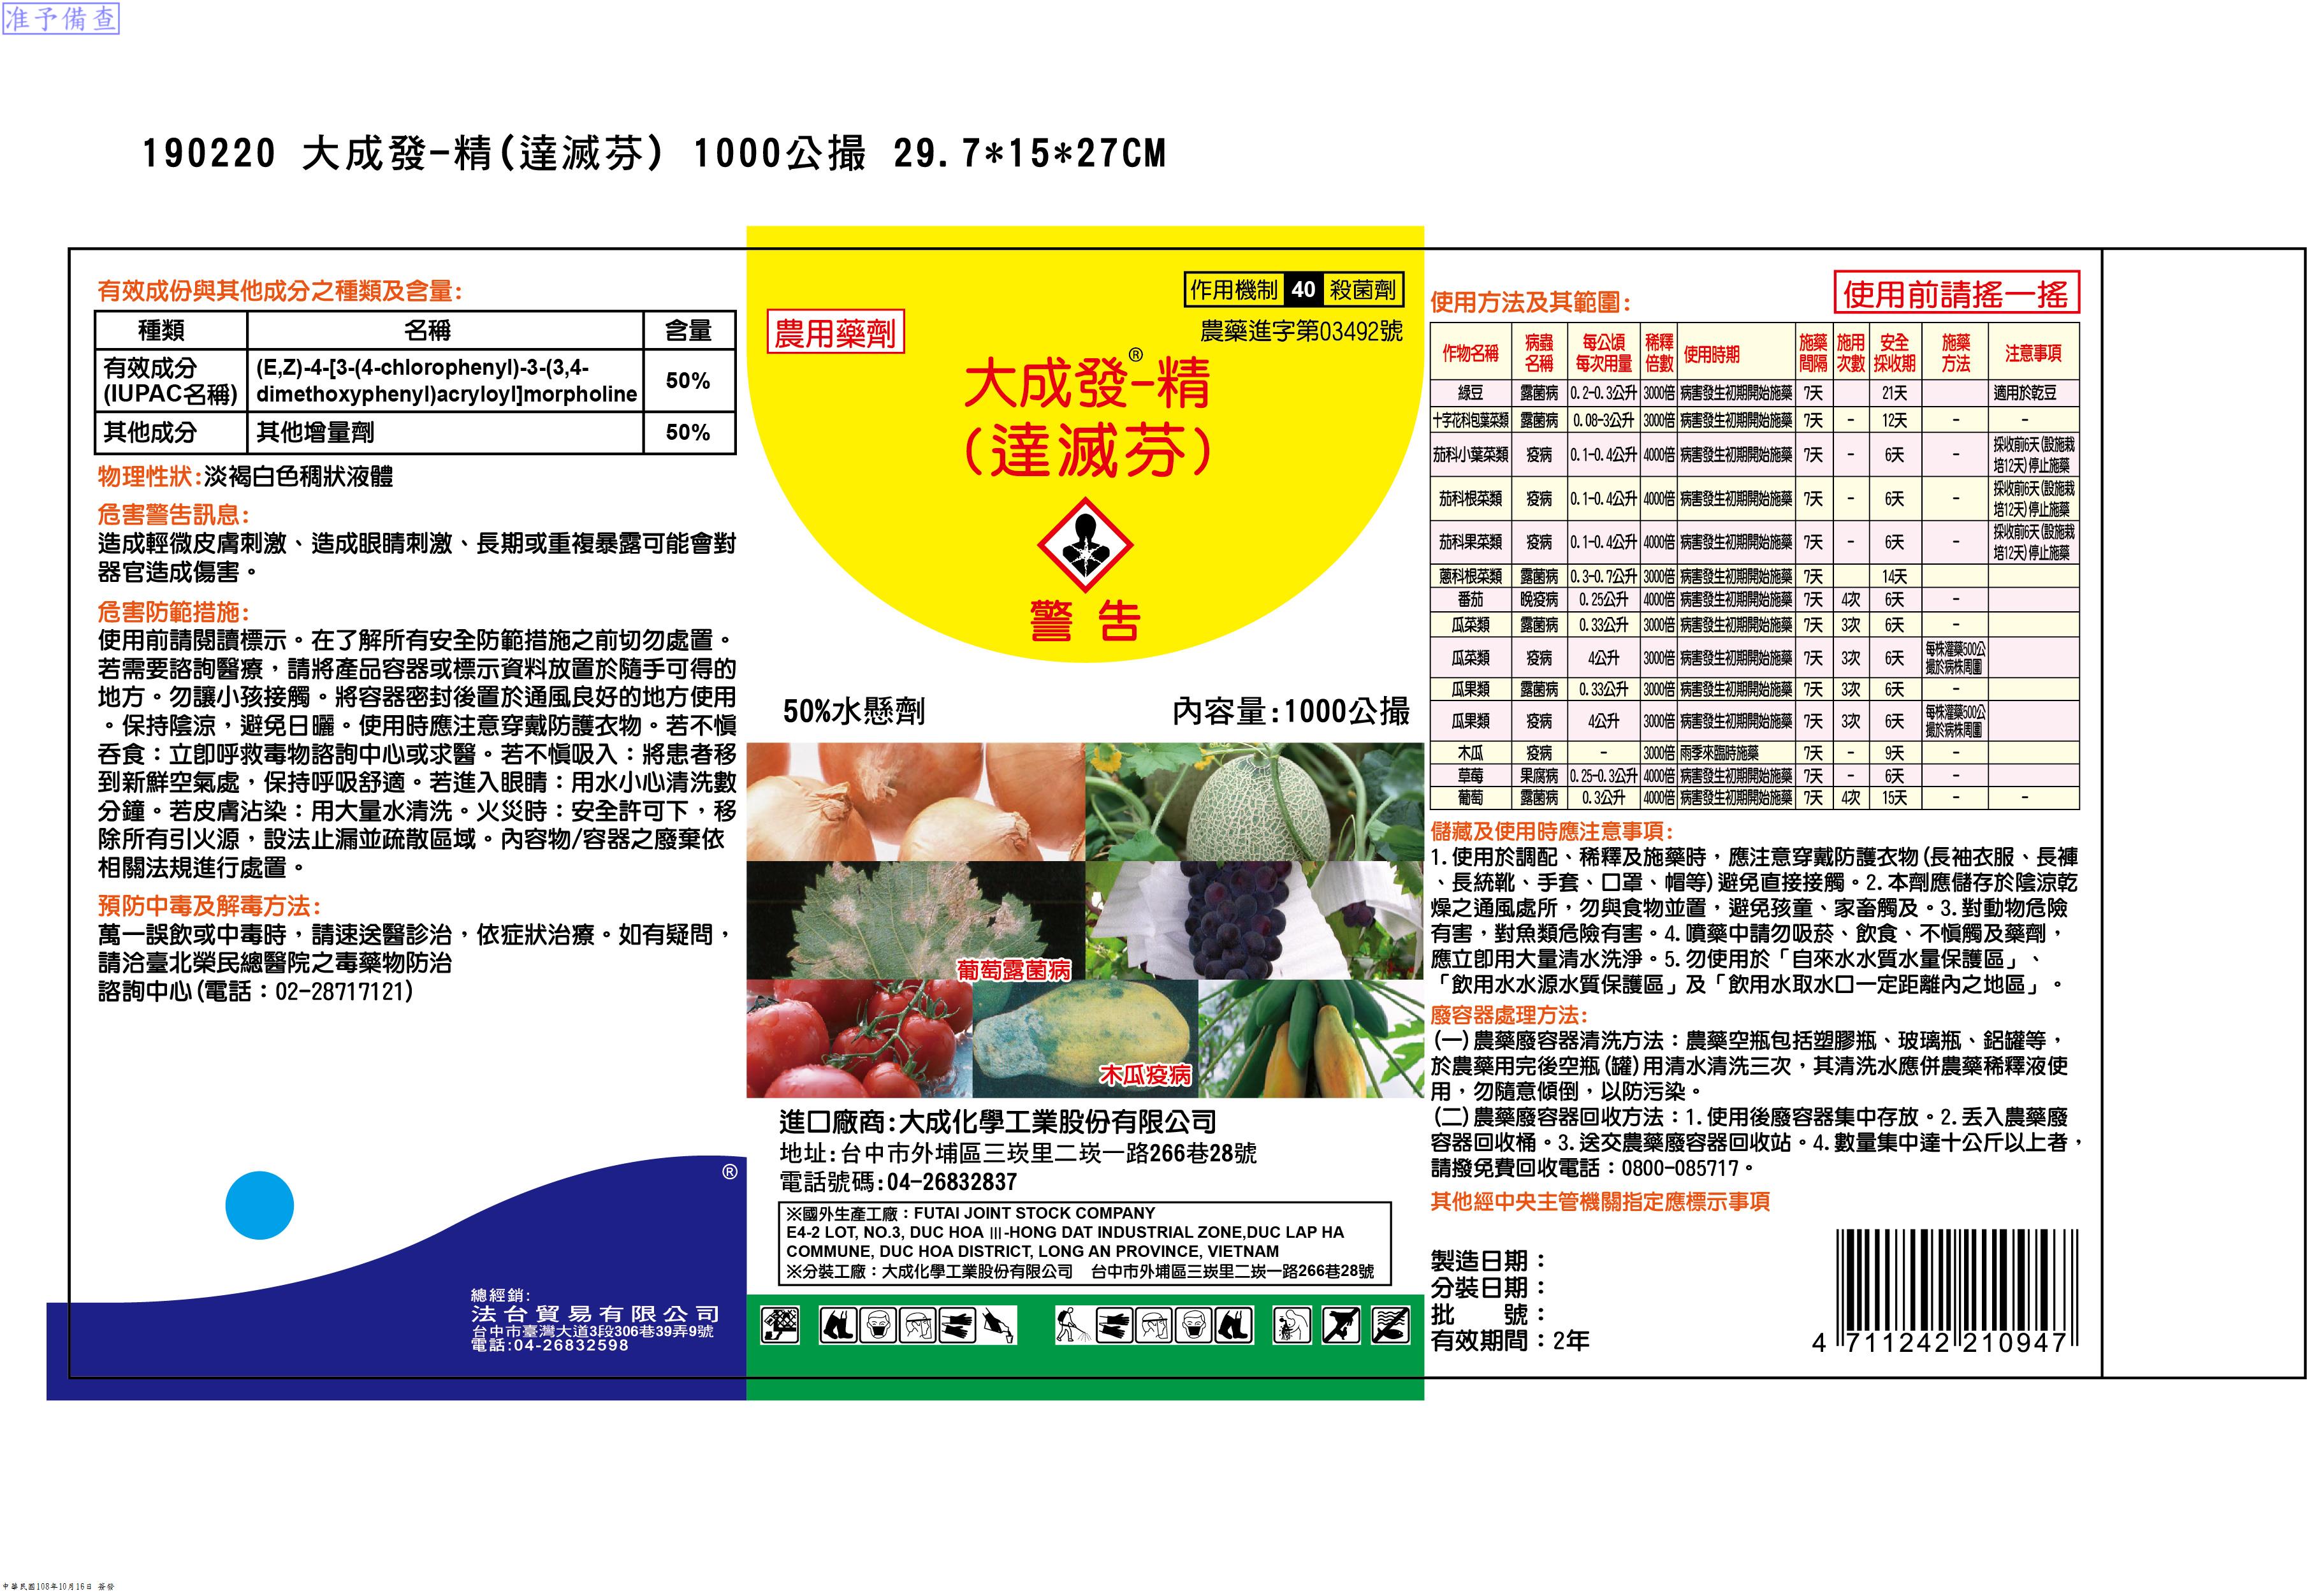 准予備查
190220 大成發-精(達滅芬) 1000公撮 29.7*15*27CM
有效成份與其他成分之種類及含量:
種類 名稱 含量
有效成分 (IUPAC名稱) (E,Z)-4-[3-(4-chlorophenyl)-3-(3,4-dimethoxyphenyl)acryloyl]morpholine 50%
其他成分 其他增量劑 50%
物理性狀:淡褐白色稠狀液體
危害警告訊息:
造成輕微皮膚刺激、造成眼睛刺激、長期或重複暴露可能會對
器官造成傷害。
危害防範措施:
使用前請閱讀標示。在了解所有安全防範措施之前切勿處置。
若需要諮詢醫療,請將產品容器或標示資料放置於隨手可得的
地方。勿讓小孩接觸。將容器密封後置於通風良好的地方使用
。保持陰涼,避免日曬。使用時應注意穿戴防護衣物。若不慎
吞食:立即呼救毒物諮詢中心或求醫。若不慎吸入:將患者移
到新鮮空氣處,保持呼吸舒適。若進入眼睛:用水小心清洗數
分鐘。若皮膚沾染:用大量水清洗。火災時:安全許可下,移
除所有引火源,設法止漏並疏散區域。內容物/容器之廢棄依
相關法規進行處置。
預防中毒及解毒方法:
萬一誤飲或中毒時,請速送醫診治,依症狀治療。如有疑問,
請洽臺北榮民總醫院之毒藥物防治
諮詢中心(電話:02-28717121)
®
總經銷:
法台貿易有限公司
台中市臺灣大道3段306巷39弄9號
電話:04-26832598
作用機制 40 殺菌劑
農用藥劑
農藥進字第03492號
大成發®-精
(達滅芬)
警告
50%水懸劑 內容量:1000公撮
葡萄露菌病
木瓜疫病
進口廠商:大成化學工業股份有限公司
地址:台中市外埔區三崁里二崁一路266巷28號
電話號碼:04-26832837
※國外生產工廠:FUTAI JOINT STOCK COMPANY
E4-2 LOT, NO.3, DUC HOA Ⅲ-HONG DAT INDUSTRIAL ZONE,DUC LAP HA
COMMUNE, DUC HOA DISTRICT, LONG AN PROVINCE, VIETNAM
※分裝工廠:大成化學工業股份有限公司 台中市外埔區三崁里二崁一路266巷28號
使用方法及其範圍:
使用前請搖一搖
作物名稱 病蟲名稱 每公頃每次用量 稀釋倍數 使用時期 施藥間隔 施用次數 安全採收期 施藥方法 注意事項
綠豆 露菌病 0.2-0.3公升 3000倍 病害發生初期開始施藥 7天 21天 適用於乾豆
十字花科包葉菜類 露菌病 0.08-3公升 3000倍 病害發生初期開始施藥 7天 - 12天 - -
茄科小葉菜類 疫病 0.1-0.4公升 4000倍 病害發生初期開始施藥 7天 - 6天 - 採收前6天(設施栽培12天)停止施藥
茄科根菜類 疫病 0.1-0.4公升 4000倍 病害發生初期開始施藥 7天 - 6天 - 採收前6天(設施栽培12天)停止施藥
茄科果菜類 疫病 0.1-0.4公升 4000倍 病害發生初期開始施藥 7天 - 6天 - 採收前6天(設施栽培12天)停止施藥
蔥科根菜類 露菌病 0.3-0.7公升 3000倍 病害發生初期開始施藥 7天 14天
番茄 晚疫病 0.25公升 4000倍 病害發生初期開始施藥 7天 4次 6天 -
瓜菜類 露菌病 0.33公升 3000倍 病害發生初期開始施藥 7天 3次 6天 -
瓜菜類 疫病 4公升 3000倍 病害發生初期開始施藥 7天 3次 6天 每株灌藥500公撮於病株周圍
瓜果類 露菌病 0.33公升 3000倍 病害發生初期開始施藥 7天 3次 6天 -
瓜果類 疫病 4公升 3000倍 病害發生初期開始施藥 7天 3次 6天 每株灌藥500公撮於病株周圍
木瓜 疫病 - 3000倍 雨季來臨時施藥 7天 - 9天 -
草莓 果腐病 0.25-0.3公升 4000倍 病害發生初期開始施藥 7天 - 6天 -
葡萄 露菌病 0.3公升 4000倍 病害發生初期開始施藥 7天 4次 15天 - -
儲藏及使用時應注意事項:
1.使用於調配、稀釋及施藥時,應注意穿戴防護衣物(長袖衣服、長褲
、長統靴、手套、口罩、帽等)避免直接接觸。2.本劑應儲存於陰涼乾
燥之通風處所,勿與食物並置,避免孩童、家畜觸及。3.對動物危險
有害,對魚類危險有害。4.噴藥中請勿吸菸、飲食、不慎觸及藥劑,
應立即用大量清水洗淨。5.勿使用於「自來水水質水量保護區」、
「飲用水水源水質保護區」及「飲用水取水口一定距離內之地區」。
廢容器處理方法:
(一)農藥廢容器清洗方法:農藥空瓶包括塑膠瓶、玻璃瓶、鋁罐等,
於農藥用完後空瓶(罐)用清水清洗三次,其清洗水應併農藥稀釋液使
用,勿隨意傾倒,以防污染。
(二)農藥廢容器回收方法:1.使用後廢容器集中存放。2.丟入農藥廢
容器回收桶。3.送交農藥廢容器回收站。4.數量集中達十公斤以上者,
請撥免費回收電話:0800-085717。
其他經中央主管機關指定應標示事項
製造日期:
分裝日期:
批 號:
有效期間:2年
4 711242 210947
中華民國108年10月16日 簽發